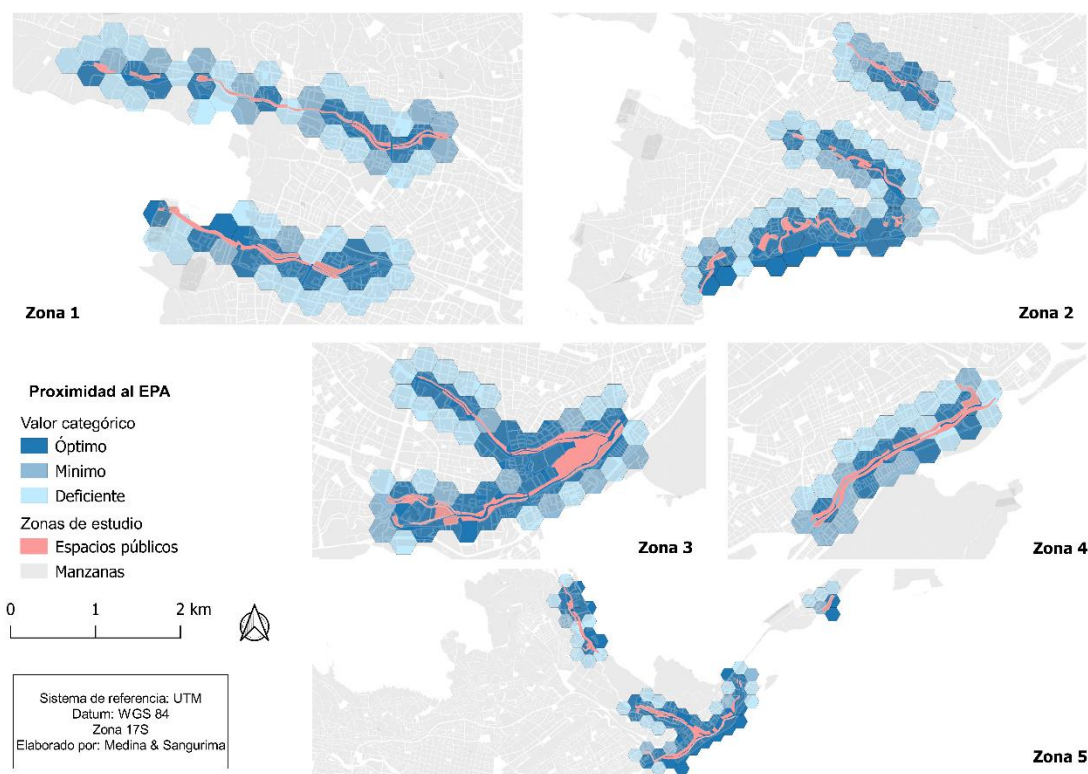 Zona 1
Zona 2
Proximidad al EPA
Valor categórico
Óptimo
Mínimo
Deficiente
Zonas de estudio
Espacios públicos
Manzanas
Zona 3
Zona 4
0 1 2 km
Sistema de referencia: UTM
Datum: WGS 84
Zona 17S
Elaborado por: Medina & Sangurima
Zona 5